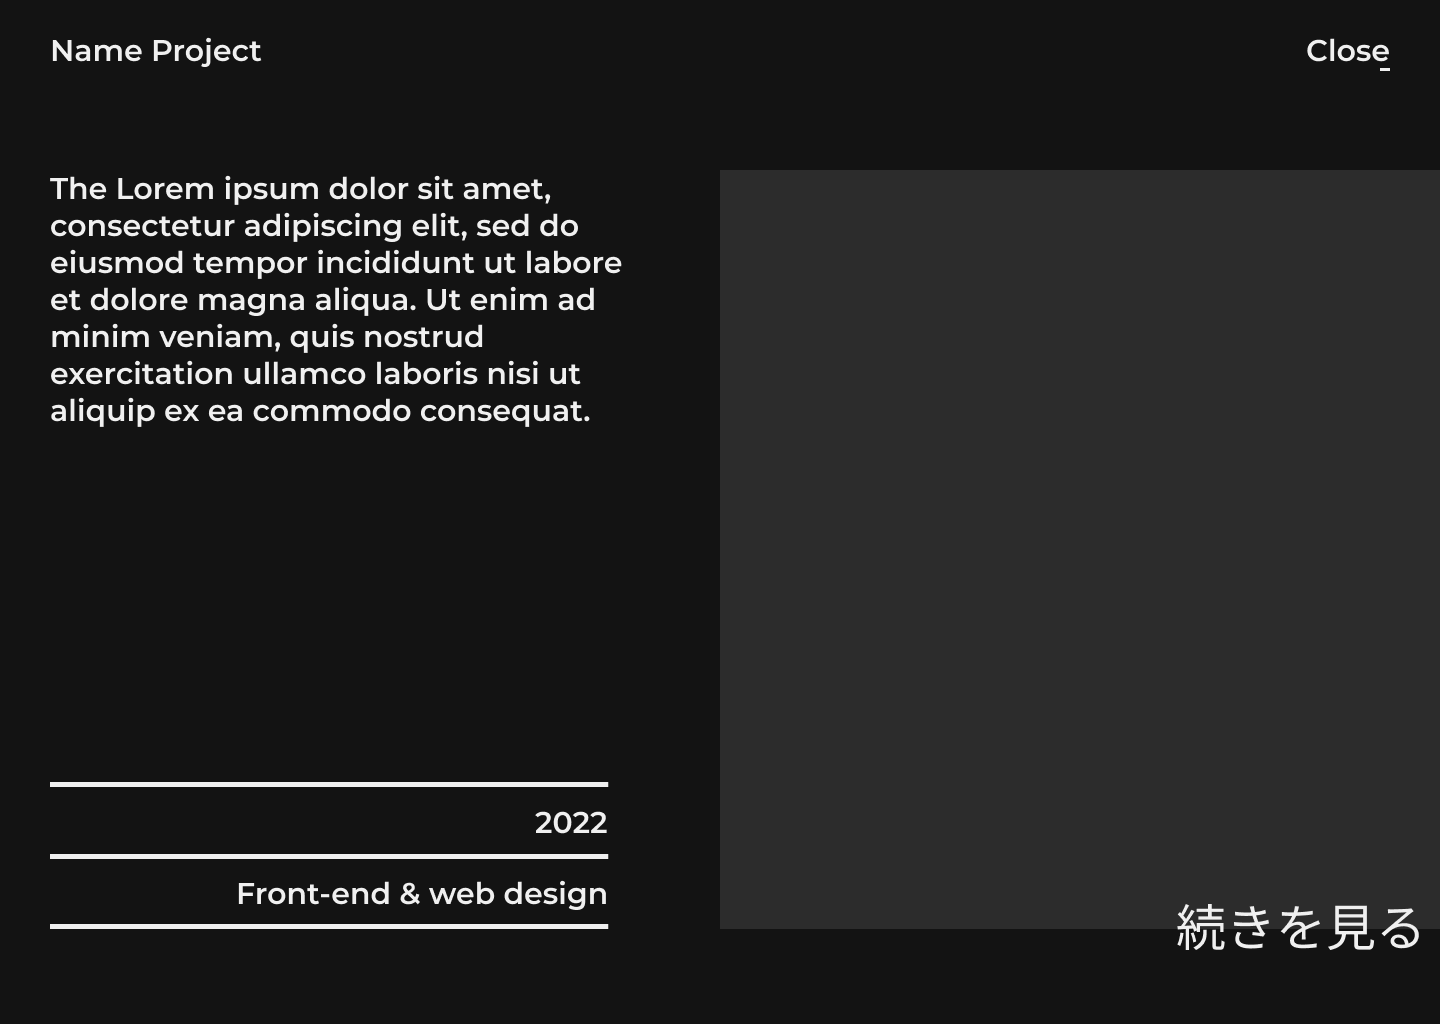 Name Project
Close
The Lorem ipsum dolor sit amet,
consectetur adipiscing elit, sed do
eiusmod tempor incididunt ut labore
et dolore magna aliqua. Ut enim ad
minim veniam, quis nostrud
exercitation ullamco laboris nisi ut
aliquip ex ea commodo consequat.
2022
Front-end & web design
続きを見る